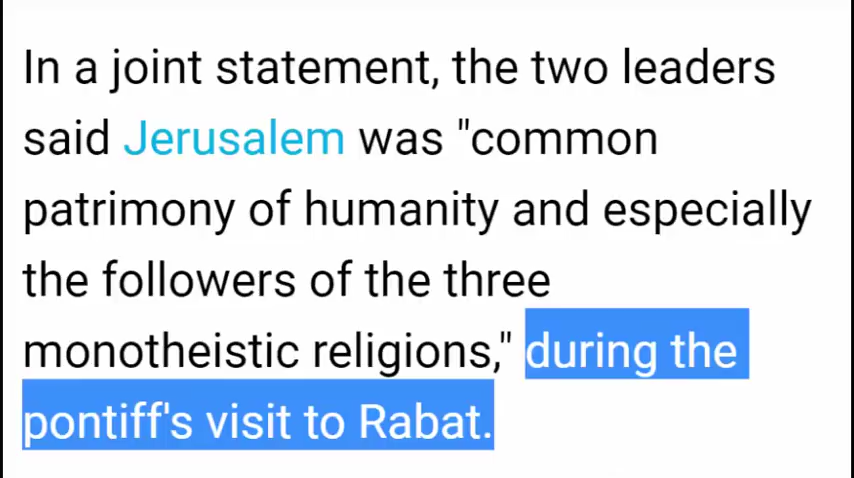 In a joint statement, the two leaders
said Jerusalem was "common
patrimony of humanity and especially
the followers of the three
monotheistic religions," during the
pontiff's visit to Rabat.